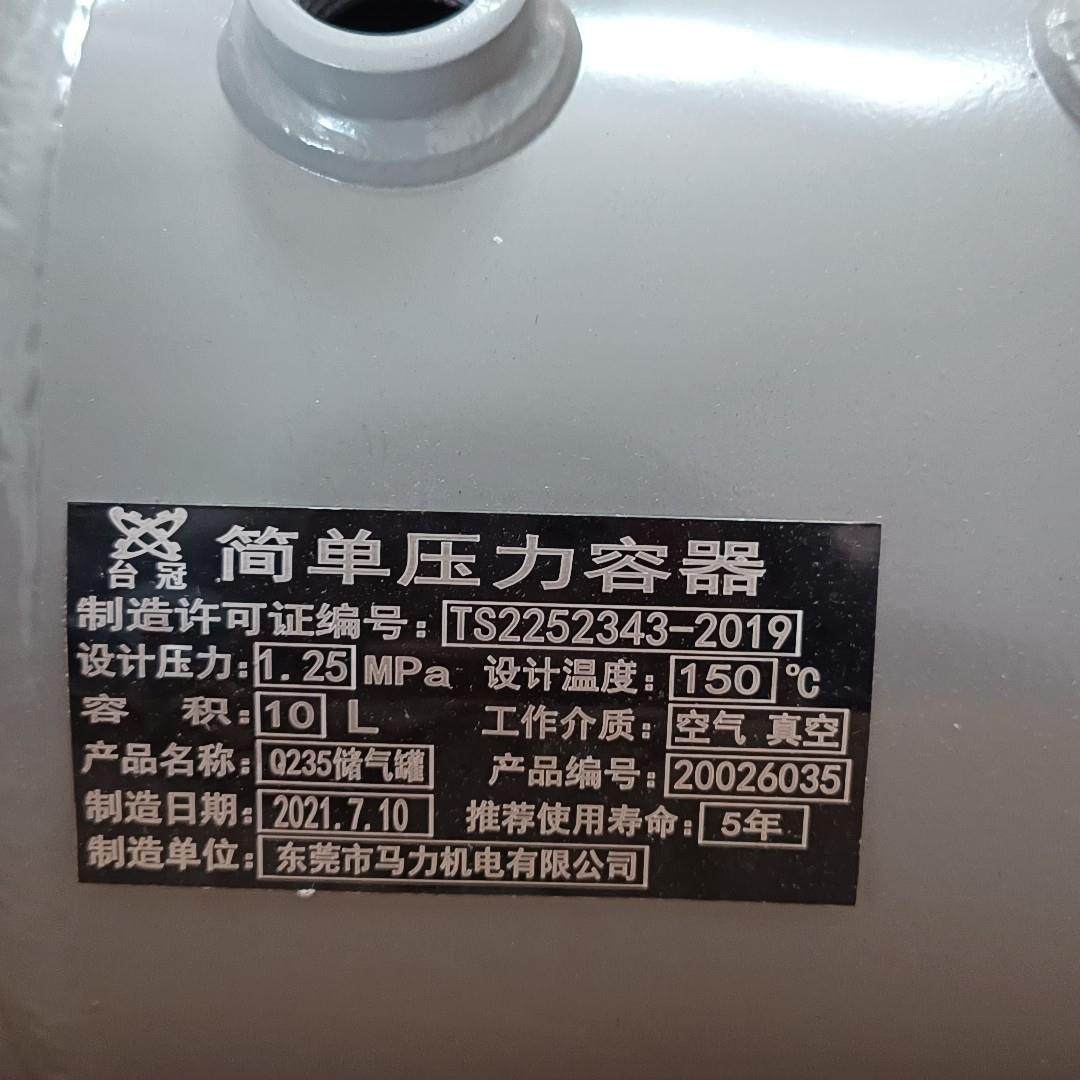 台冠 简单压力容器
制造许可证编号: TS2252343-2019
设计压力: 1.25 MPa 设计温度: 150 ℃
容 积: 10 L 工作介质: 空气 真空
产品名称: Q235储气罐 产品编号: 20026035
制造日期: 2021.7.10 推荐使用寿命: 5年
制造单位: 东莞市马力机电有限公司